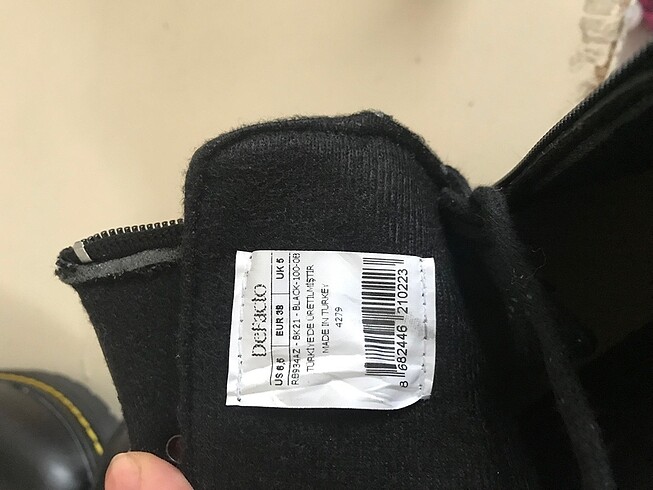 DeFacto
US 6,5 EUR 38 UK 5
RB934AZ - BK21 - BLACK-100-08
TÜRKİYE'DE ÜRETİLMİŞTİR
MADE IN TURKEY
4279
8 682446 210223